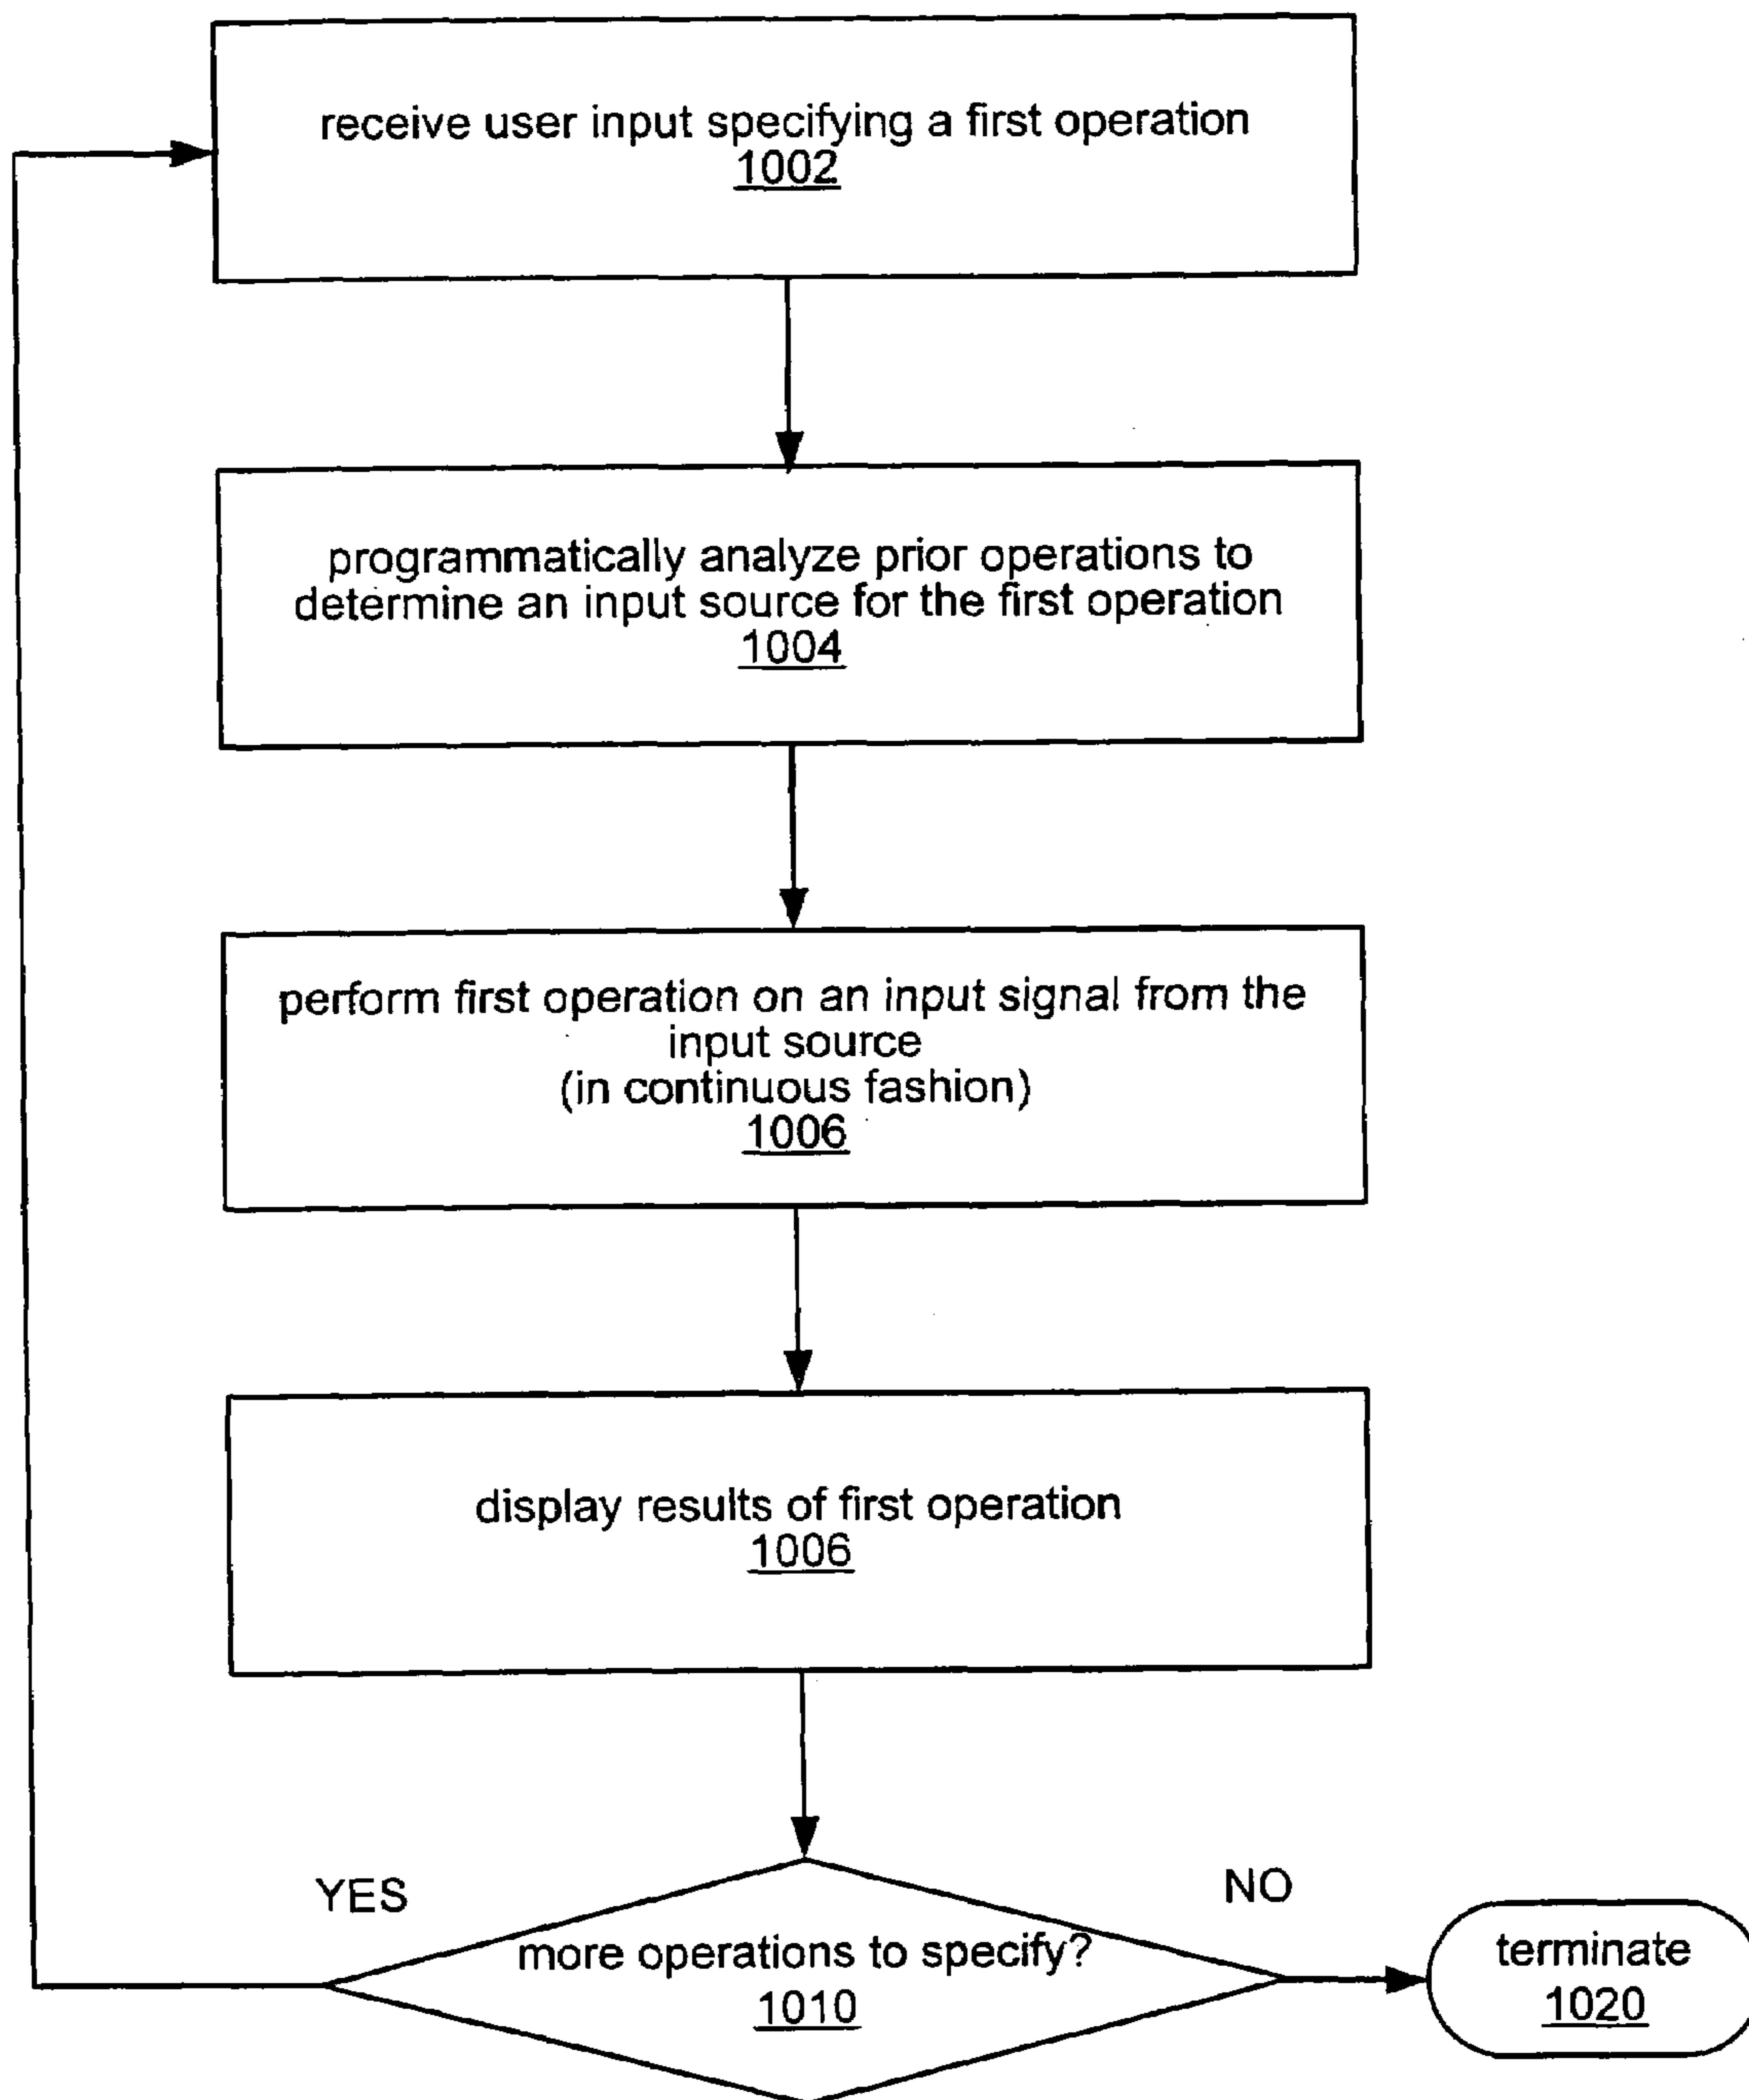 receive user input specifying a first operation
1002
programmatically analyze prior operations to
determine an input source for the first operation
1004
perform first operation on an input signal from the
input source
(in continuous fashion)
1006
display results of first operation
1006
YES
NO
more operations to specify?
1010
terminate
1020